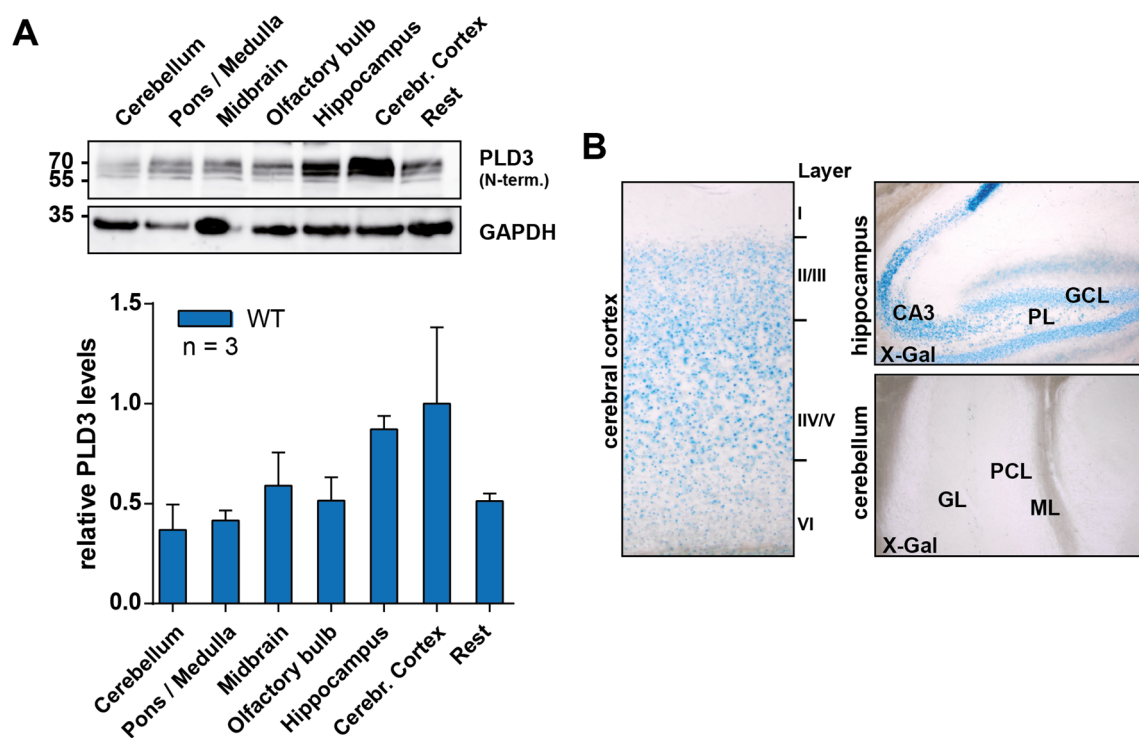 A
Cerebellum
Pons / Medulla
Midbrain
Olfactory bulb
Hippocampus
Cerebr. Cortex
Rest
70
55
PLD3
(N-term.)
35
GAPDH
relative PLD3 levels
1.5
1.0
0.5
0.0
WT
n = 3
Cerebellum
Pons / Medulla
Midbrain
Olfactory bulb
Hippocampus
Cerebr. Cortex
Rest
B
cerebral cortex
Layer
I
II/III
IIV/V
VI
hippocampus
CA3
GCL
PL
X-Gal
cerebellum
PCL
GL
ML
X-Gal